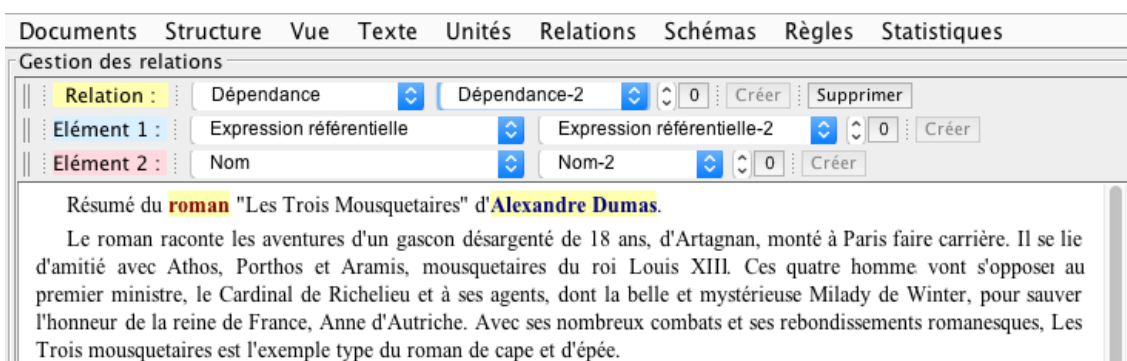 Documents Structure Vue Texte Unités Relations Schémas Règles Statistiques
Gestion des relations
Relation : Dépendance Dépendance-2 0 Créer Supprimer
Elément 1 : Expression référentielle Expression référentielle-2 0 Créer
Elément 2 : Nom Nom-2 0 Créer
Résumé du roman "Les Trois Mousquetaires" d'Alexandre Dumas.
Le roman raconte les aventures d'un gascon désargenté de 18 ans, d'Artagnan, monté à Paris faire carrière. Il se lie
d'amitié avec Athos, Porthos et Aramis, mousquetaires du roi Louis XIII. Ces quatre homme vont s'opposer au
premier ministre, le Cardinal de Richelieu et à ses agents, dont la belle et mystérieuse Milady de Winter, pour sauver
l'honneur de la reine de France, Anne d'Autriche. Avec ses nombreux combats et ses rebondissements romanesques, Les
Trois mousquetaires est l'exemple type du roman de cape et d'épée.